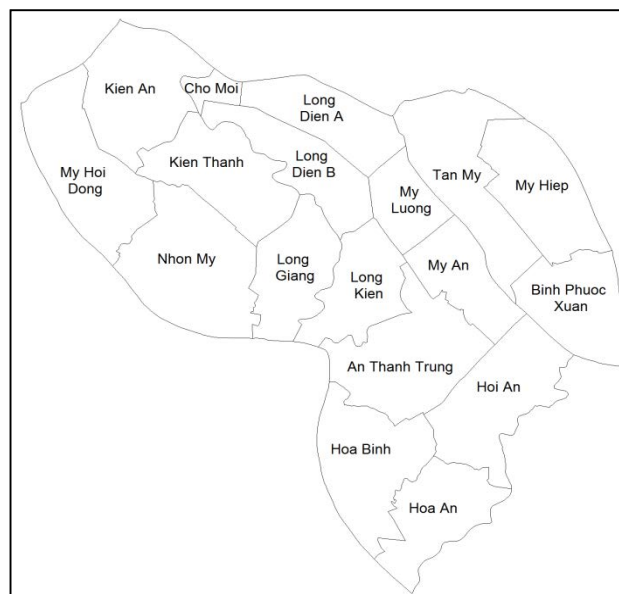 Kien An
Cho Moi
Long
Dien A
My Hoi
Dong
Kien Thanh
Long
Dien B
Tan My
My Hiep
My
Luong
Nhon My
Long
Giang
Long
Kien
My An
Binh Phuoc
Xuan
An Thanh Trung
Hoi An
Hoa Binh
Hoa An